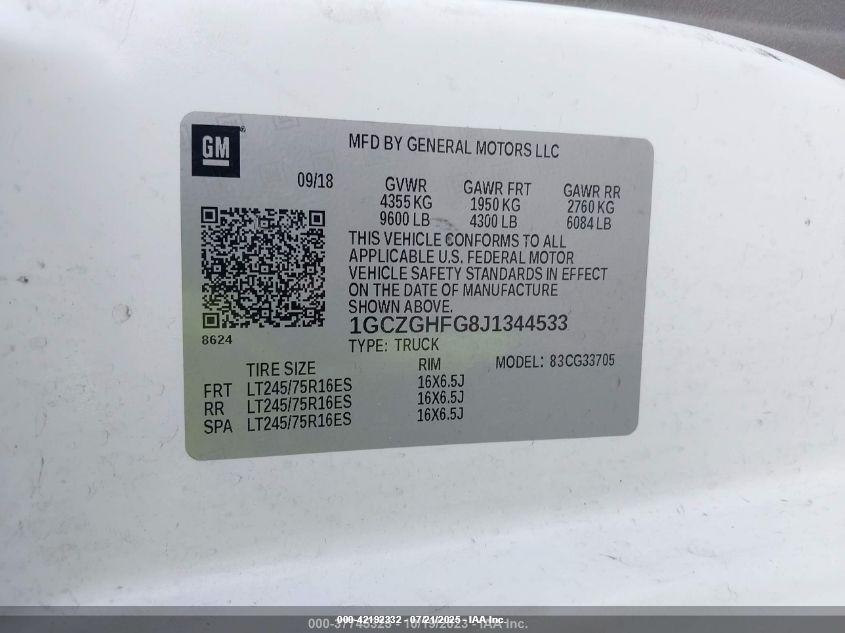 GM
MFD BY GENERAL MOTORS LLC
09/18
GVWR GAWR FRT GAWR RR
4355 KG 1950 KG 2760 KG
9600 LB 4300 LB 6084 LB
THIS VEHICLE CONFORMS TO ALL
APPLICABLE U.S. FEDERAL MOTOR
VEHICLE SAFETY STANDARDS IN EFFECT
ON THE DATE OF MANUFACTURE
SHOWN ABOVE.
1GCZGHFG8J1344533
8624
TYPE: TRUCK
TIRE SIZE RIM MODEL: 83CG33705
FRT LT245/75R16ES 16X6.5J
RR LT245/75R16ES 16X6.5J
SPA LT245/75R16ES 16X6.5J
000-42192332 - 07/21/2025 - IAA Inc.